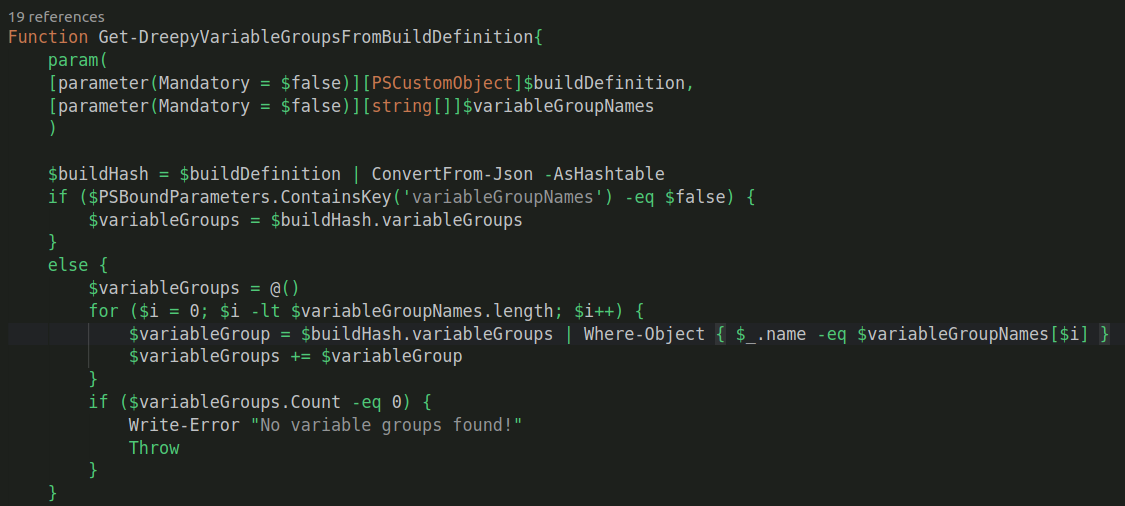 19 references
Function Get-DreepyVariableGroupsFromBuildDefinition{
    param(
    [parameter(Mandatory = $false)][PSCustomObject]$buildDefinition,
    [parameter(Mandatory = $false)][string[]]$variableGroupNames
    )

    $buildHash = $buildDefinition | ConvertFrom-Json -AsHashtable
    if ($PSBoundParameters.ContainsKey('variableGroupNames') -eq $false) {
        $variableGroups = $buildHash.variableGroups
    }
    else {
        $variableGroups = @()
        for ($i = 0; $i -lt $variableGroupNames.length; $i++) {
            $variableGroup = $buildHash.variableGroups | Where-Object { $_.name -eq $variableGroupNames[$i] }
            $variableGroups += $variableGroup
        }
        if ($variableGroups.Count -eq 0) {
            Write-Error "No variable groups found!"
            Throw
        }
    }